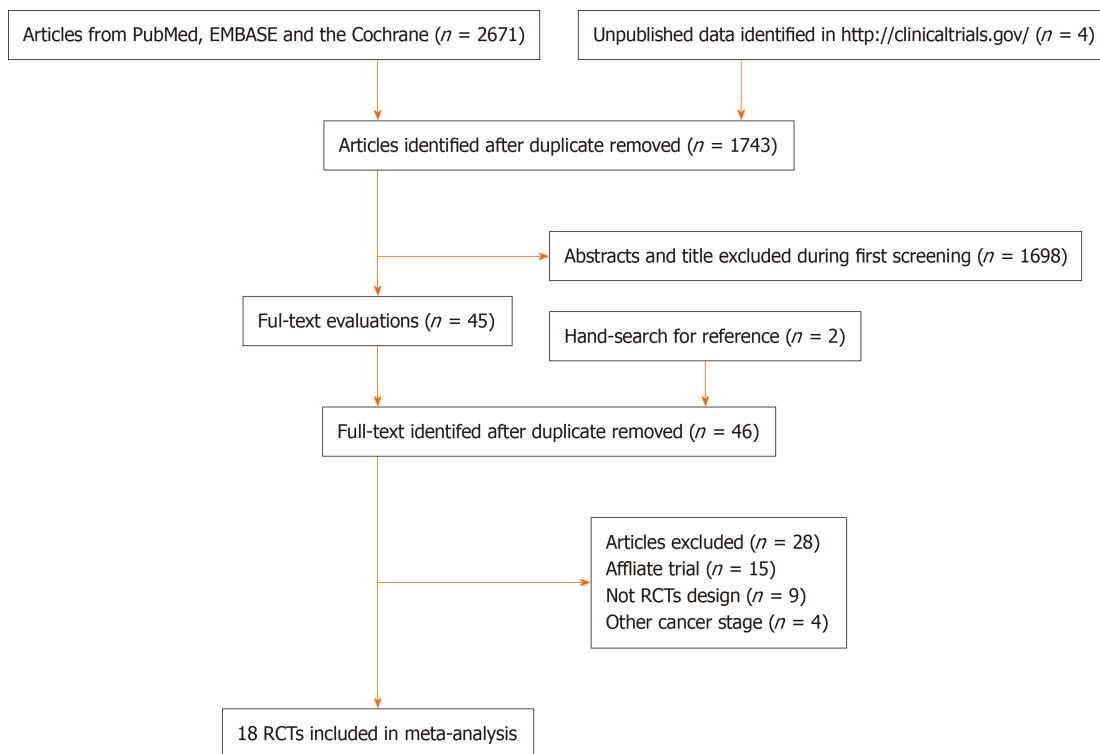 Articles from PubMed, EMBASE and the Cochrane (n = 2671)
Unpublished data identified in http://clinicaltrials.gov/ (n = 4)
Articles identified after duplicate removed (n = 1743)
Abstracts and title excluded during first screening (n = 1698)
Ful-text evaluations (n = 45)
Hand-search for reference (n = 2)
Full-text identifed after duplicate removed (n = 46)
Articles excluded (n = 28)
Affliate trial (n = 15)
Not RCTs design (n = 9)
Other cancer stage (n = 4)
18 RCTs included in meta-analysis